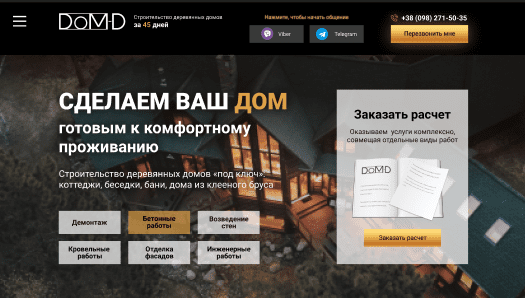 DOM-D
Строительство деревянных домов
за 45 дней
Нажмите, чтобы начать общение
Viber
Telegram
+38 (098) 271-50-35
Перезвонить мне
СДЕЛАЕМ ВАШ ДОМ
готовым к комфортному
проживанию
Строительство деревянных домов «под ключ»:
коттеджи, беседки, бани, дома из клееного бруса
Демонтаж
Бетонные
работы
Возведение
стен
Кровельные
работы
Отделка
фасадов
Инженерные
работы
Заказать расчет
Оказываем услуги комплексно,
совмещая отдельные виды работ
DOM-D
Заказать расчет